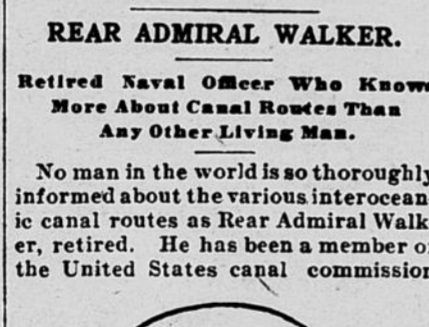 REAR ADMIRAL WALKER.
Retired Naval Officer Who Know
More About Canal Routes Than
Any Other Living Man.
No man in the world is so thoroughly
informed about the various interocean-
ic canal routes as Rear Admiral Walk-
er, retired. He has been a member of
the United States canal commission